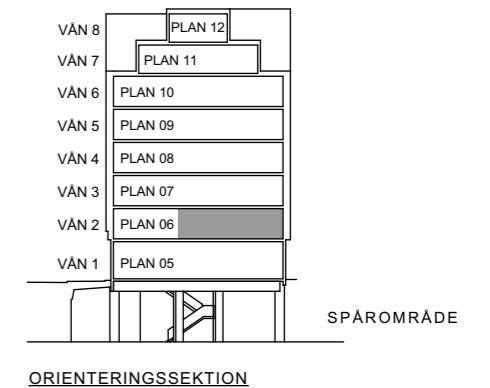 VÅN 8 PLAN 12
VÅN 7 PLAN 11
VÅN 6 PLAN 10
VÅN 5 PLAN 09
VÅN 4 PLAN 08
VÅN 3 PLAN 07
VÅN 2 PLAN 06
VÅN 1 PLAN 05
SPÅROMRÅDE
ORIENTERINGSSEKTION